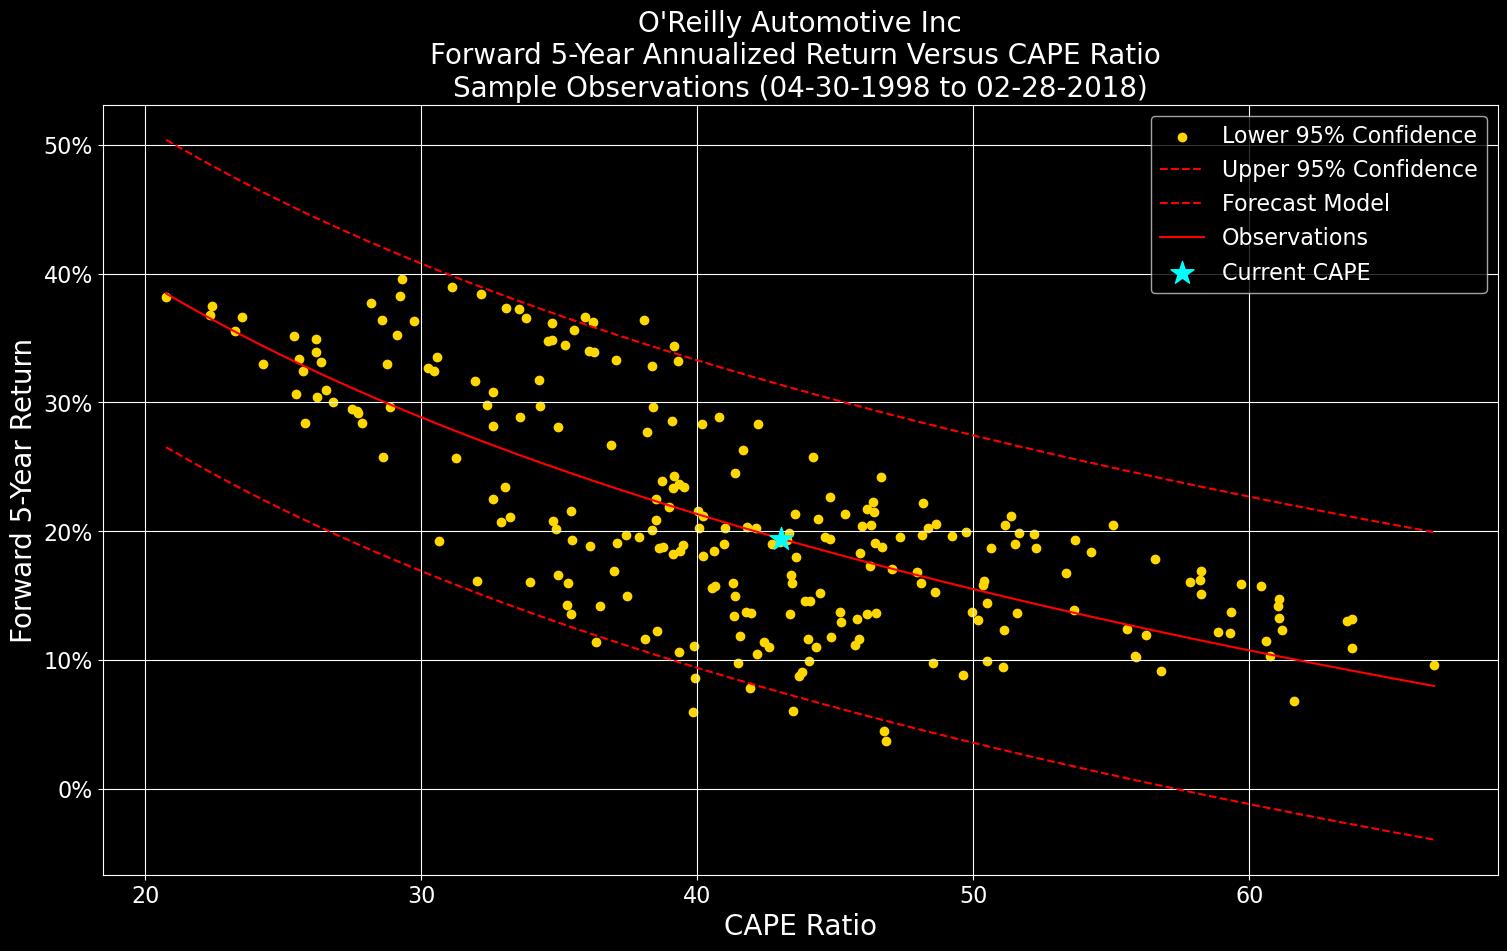 O'Reilly Automotive Inc
Forward 5-Year Annualized Return Versus CAPE Ratio
Sample Observations (04-30-1998 to 02-28-2018)
Lower 95% Confidence
Upper 95% Confidence
Forecast Model
Observations
Current CAPE
Forward 5-Year Return
50%
40%
30%
20%
10%
0%
20
30
40
50
60
CAPE Ratio